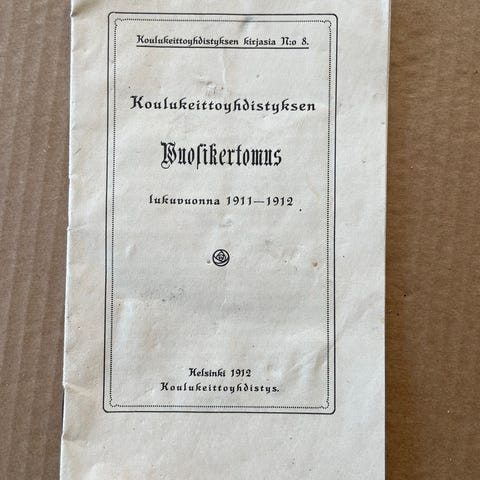 Koulukeittoyhdistyksen kirjasia N:o 8.
Koulukeittoyhdistyksen
Vuosikertomus
lukuvuonna 1911—1912
Helsinki 1912
Koulukeittoyhdistys.